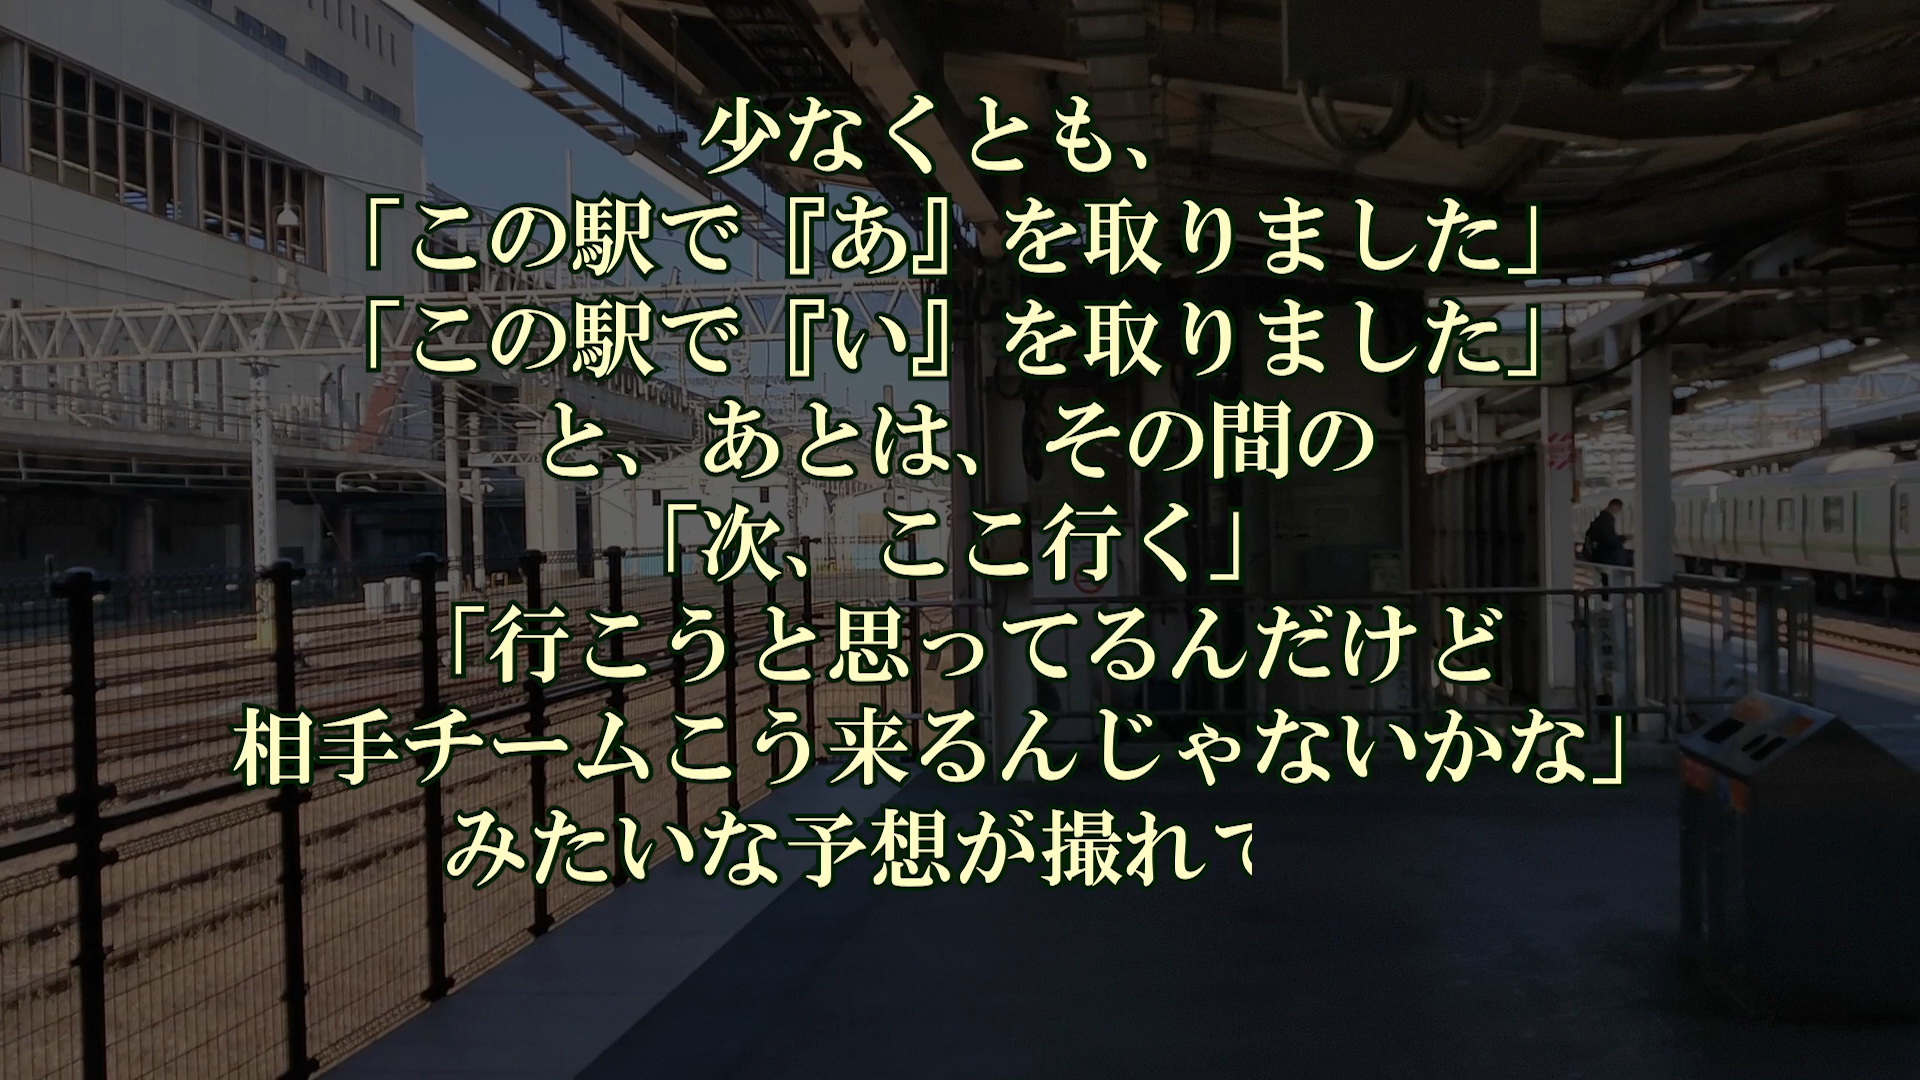 少なくとも、
「この駅で『あ』を取りました」
「この駅で『い』を取りました」
と、あとは、その間の
「次、ここ行く」
「行こうと思ってるんだけど
相手チームこう来るんじゃないかな」
みたいな予想が撮れて